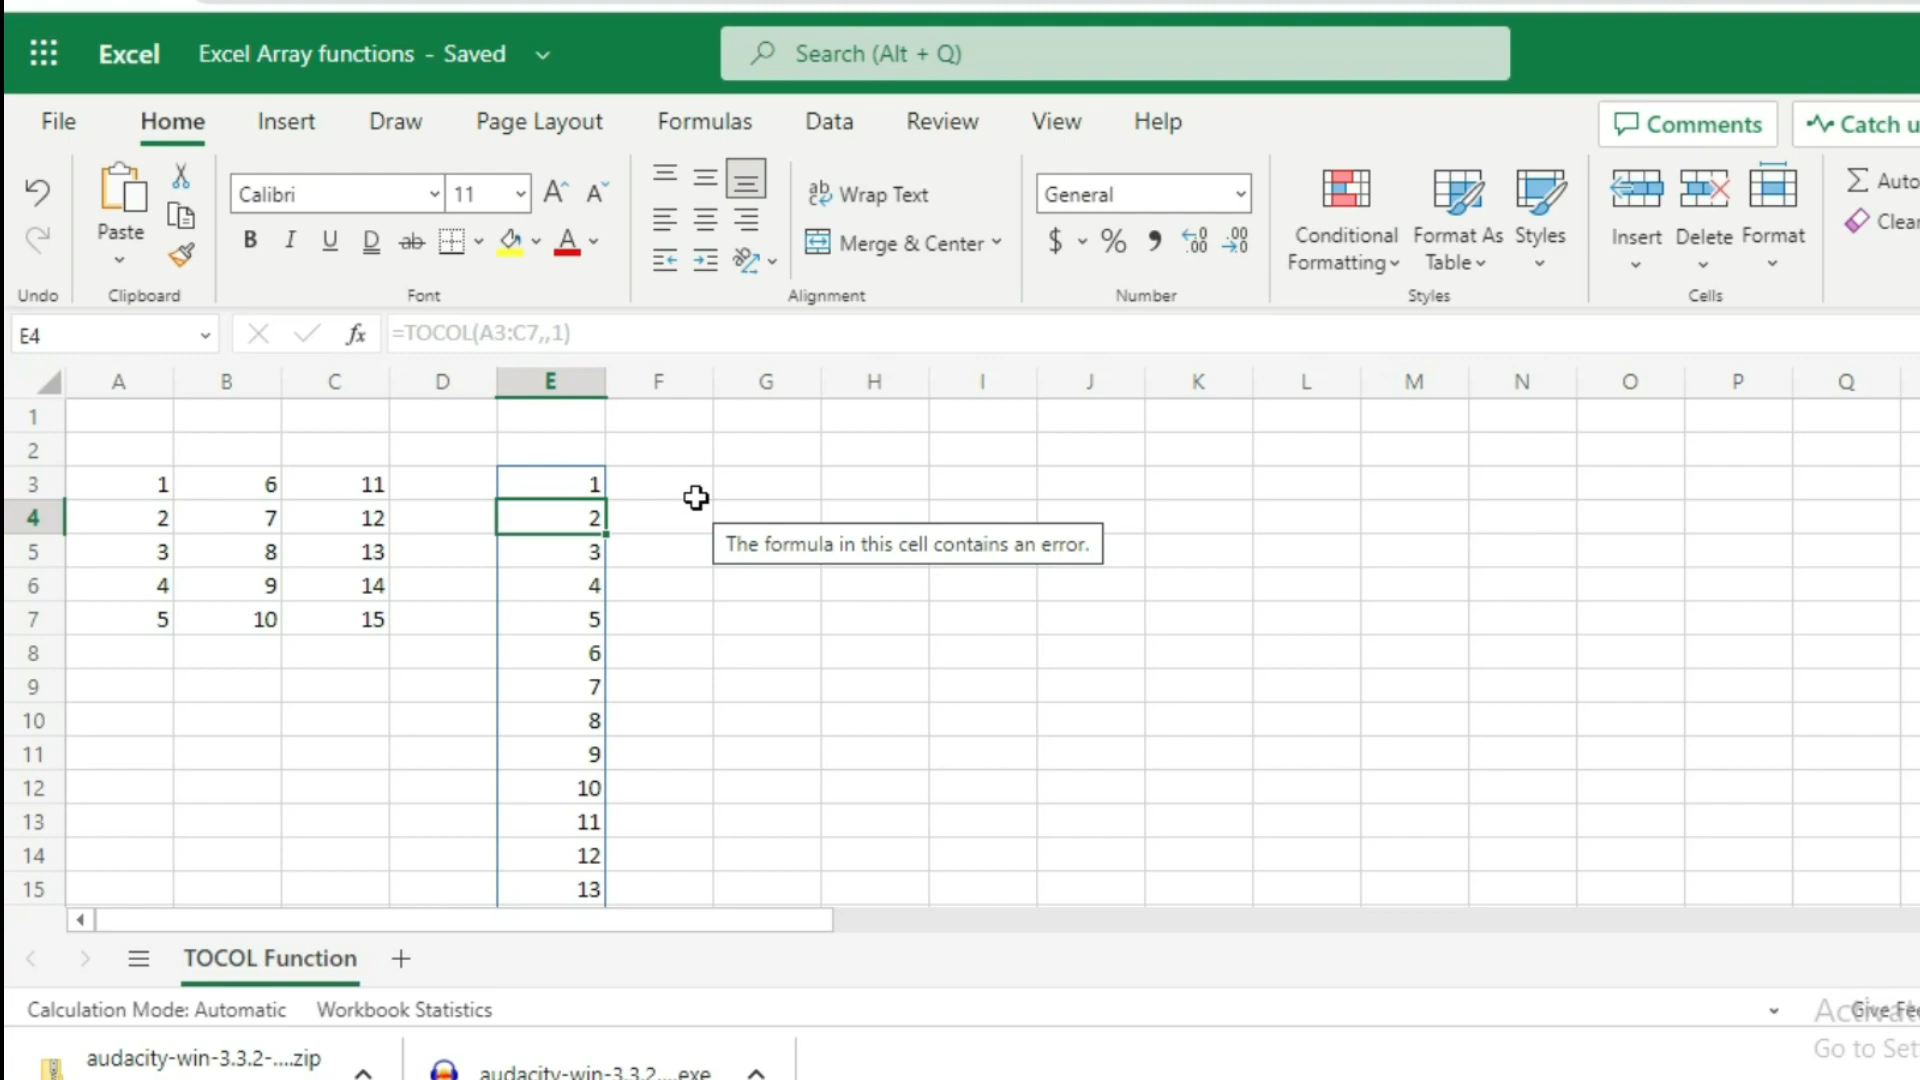 Excel Excel Array functions - Saved Search (Alt + Q)
File Home Insert Draw Page Layout Formulas Data Review View Help Comments Catch u
Paste
Calibri 11
Wrap Text
Merge & Center
General
Conditional Formatting
Format As Table
Styles
Insert Delete Format
Auto
Clear
Undo Clipboard Font Alignment Number Styles Cells
E4 fx =TOCOL(A3:C7,,1)
A B C D E F G H I J K L M N O P Q
1
2
3 1 6 11 1
4 2 7 12 2
The formula in this cell contains an error.
5 3 8 13 3
6 4 9 14 4
7 5 10 15 5
8 6
9 7
10 8
11 9
12 10
13 11
14 12
15 13
TOCOL Function
Calculation Mode: Automatic Workbook Statistics Give Fee
Go to Set
audacity-win-3.3.2-....zip audacity-win-3.3.2....exe